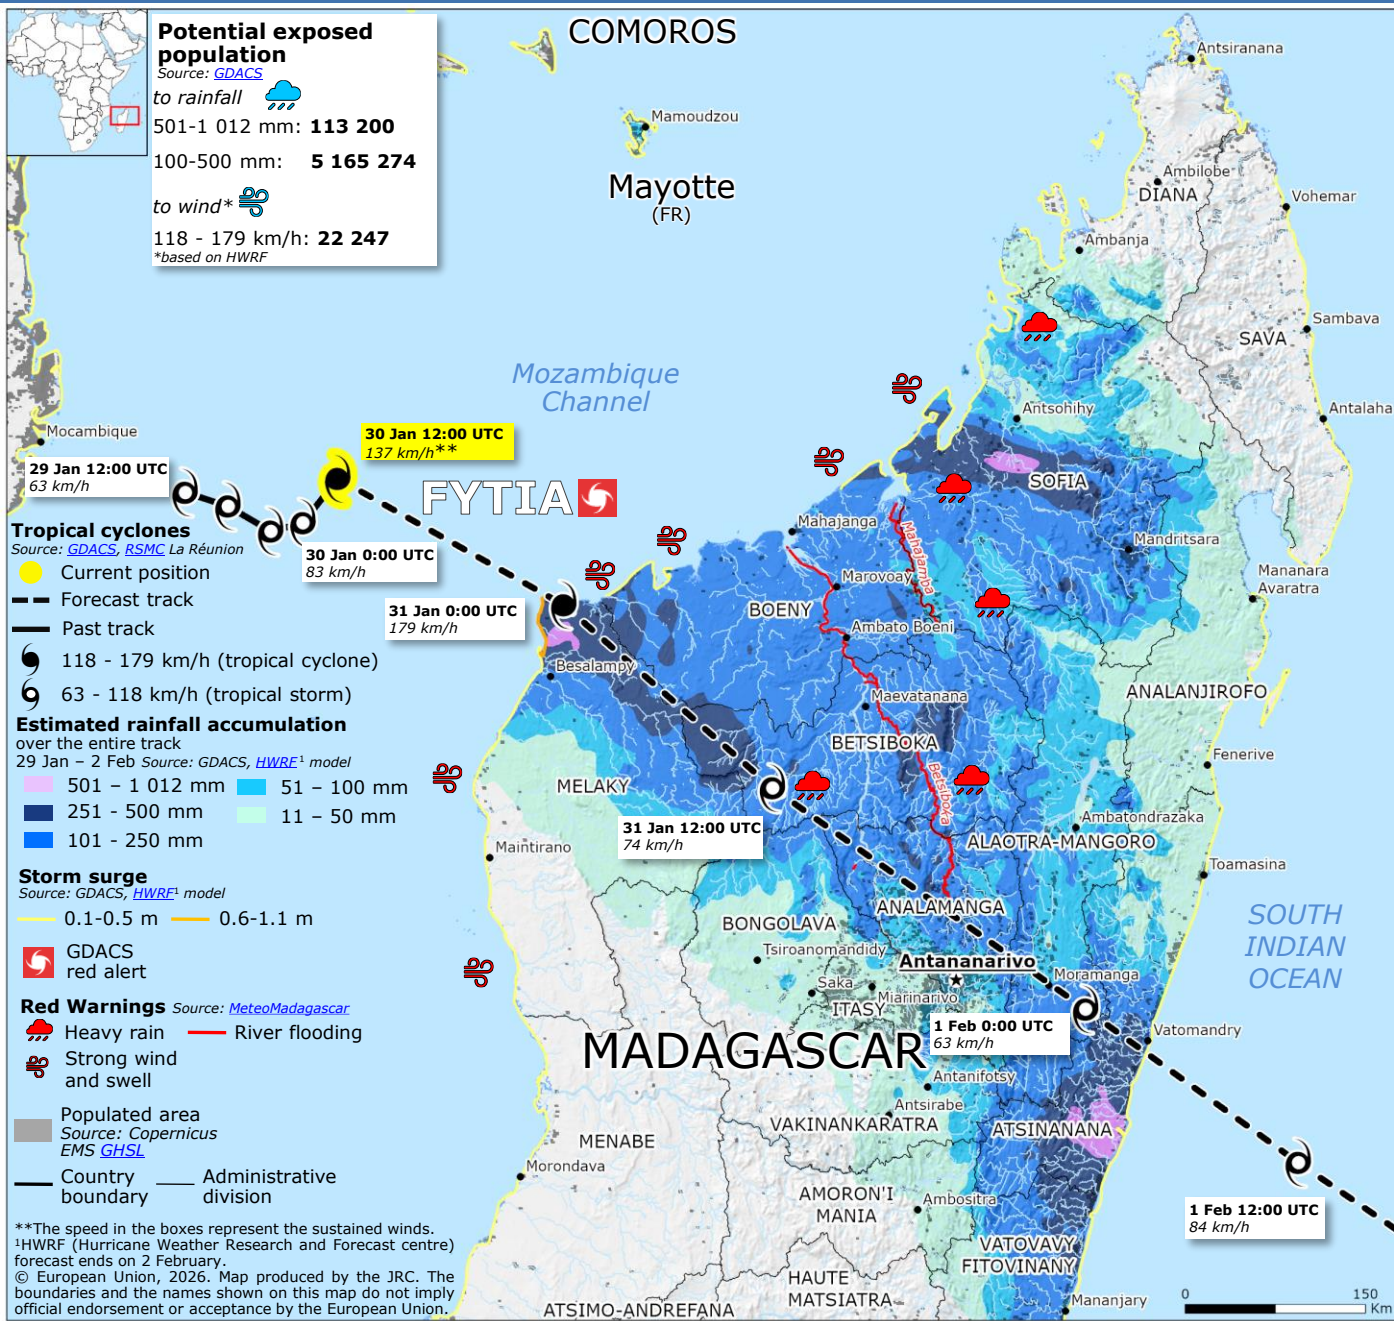 Potential exposed
population
Source: GDACS
to rainfall
501-1 012 mm: 113 200
100-500 mm: 5 165 274
to wind*
118 - 179 km/h: 22 247
*based on HWRF
COMOROS
Mamoudzou
Mayotte
(FR)
Antsiranana
Ambilobe
DIANA
Vohemar
Ambanja
Sambava
SAVA
Mozambique
Channel
Antsohihy
Antalaha
Mocambique
30 Jan 12:00 UTC
137 km/h**
29 Jan 12:00 UTC
63 km/h
FYTIA
SOFIA
Mahajanga
Mahajamba
Mandritsara
30 Jan 0:00 UTC
83 km/h
Marovoay
Mananara
Avaratra
31 Jan 0:00 UTC
179 km/h
BOENY
Ambato Boeni
Besalampy
Maevatanana
ANALANJIROFO
BETSIBOKA
Betsiboka
Fenerive
MELAKY
31 Jan 12:00 UTC
74 km/h
Ambatondrazaka
ALAOTRA-MANGORO
Maintirano
Toamasina
ANALAMANGA
BONGOLAVA
SOUTH
INDIAN
OCEAN
Tsiroanomandidy
Antananarivo
Moramanga
Saka
Miarinarivo
ITASY
MADAGASCAR
1 Feb 0:00 UTC
63 km/h
Vatomandry
Antanifotsy
Antsirabe
VAKINANKARATRA
ATSINANANA
MENABE
Morondava
AMORON'I
MANIA
Ambositra
1 Feb 12:00 UTC
84 km/h
VATOVAVY
FITOVINANY
HAUTE
MATSIATRA
ATSIMO-ANDREFANA
Mananjary
0 150
Km
Tropical cyclones
Source: GDACS, RSMC La Réunion
Current position
Forecast track
Past track
118 - 179 km/h (tropical cyclone)
63 - 118 km/h (tropical storm)
Estimated rainfall accumulation
over the entire track
29 Jan – 2 Feb Source: GDACS, HWRF¹ model
501 – 1 012 mm 51 – 100 mm
251 - 500 mm 11 – 50 mm
101 - 250 mm
Storm surge
Source: GDACS, HWRF¹ model
0.1-0.5 m 0.6-1.1 m
GDACS
red alert
Red Warnings Source: MeteoMadagascar
Heavy rain River flooding
Strong wind
and swell
Populated area
Source: Copernicus
EMS GHSL
Country Administrative
boundary division
**The speed in the boxes represent the sustained winds.
¹HWRF (Hurricane Weather Research and Forecast centre)
forecast ends on 2 February.
© European Union, 2026. Map produced by the JRC. The
boundaries and the names shown on this map do not imply
official endorsement or acceptance by the European Union.